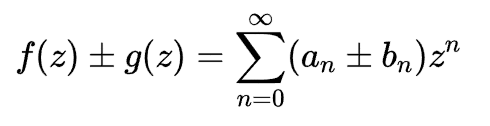 f(z) ± g(z) = ∑_{n=0}^{∞} (a_n ± b_n) z^n